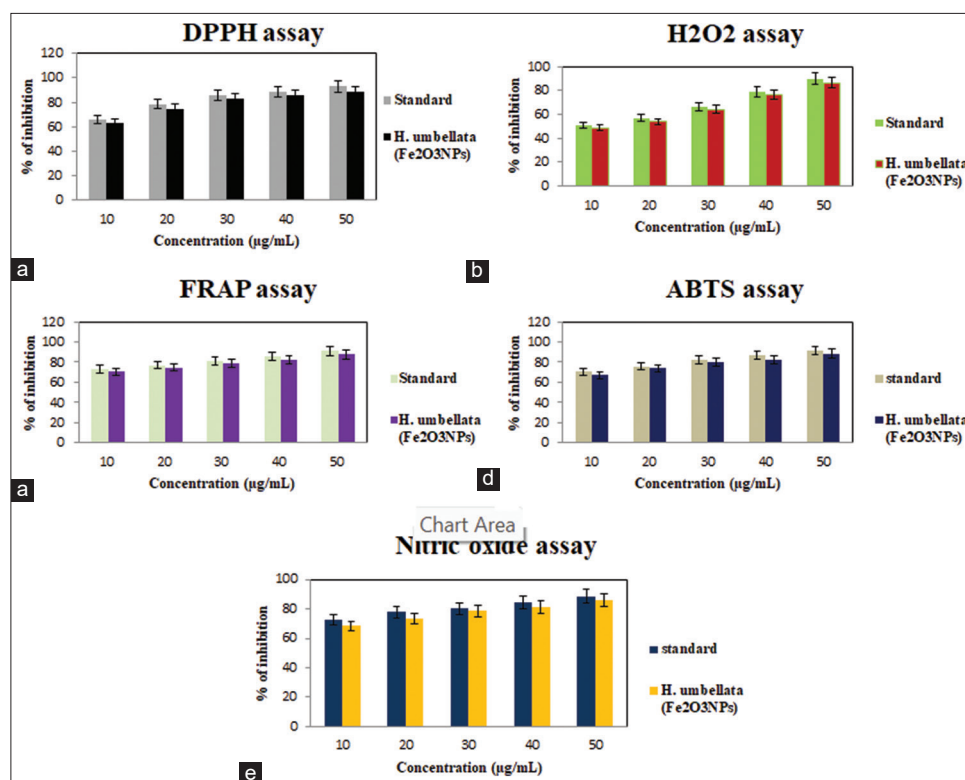 DPPH assay
120
100
80
60
40
20
0
% of inhibition
10 20 30 40 50
Concentration (µg/mL)
Standard
H. umbellata
(Fe2O3NPs)
a
H2O2 assay
100
80
60
40
20
0
% of inhibition
10 20 30 40 50
Concentration (µg/mL)
Standard
H. umbellata
(Fe2O3NPs)
b
FRAP assay
120
100
80
60
40
20
0
% of inhibition
10 20 30 40 50
Concentration (µg/mL)
Standard
H. umbellata
(Fe2O3NPs)
a
ABTS assay
120
100
80
60
40
20
0
% of inhibition
10 20 30 40 50
Concentration (µg/mL)
standard
H. umbellata
(Fe2O3NPs)
d
Chart Area
Nitric oxide assay
100
80
60
40
20
0
% of inhibition
10 20 30 40 50
Concentration (µg/mL)
standard
H. umbellata
(Fe2O3NPs)
e